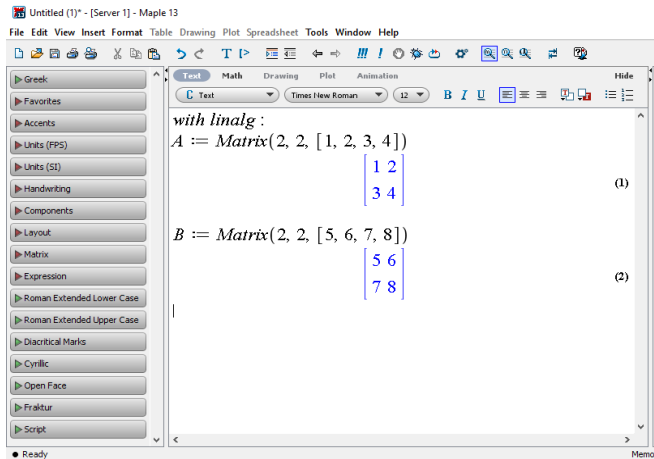 Untitled (1)* - [Server 1] - Maple 13
File Edit View Insert Format Table Drawing Plot Spreadsheet Tools Window Help
Text Math Drawing Plot Animation Hide
C Text Times New Roman 12 B I U
Greek
Favorites
Accents
Units (FPS)
Units (SI)
Handwriting
Components
Layout
Matrix
Expression
Roman Extended Lower Case
Roman Extended Upper Case
Diacritical Marks
Cyrillic
Open Face
Fraktur
Script
with linalg :
A := Matrix(2, 2, [1, 2, 3, 4])
[1 2
3 4] (1)
B := Matrix(2, 2, [5, 6, 7, 8])
[5 6
7 8] (2)
Ready Memo